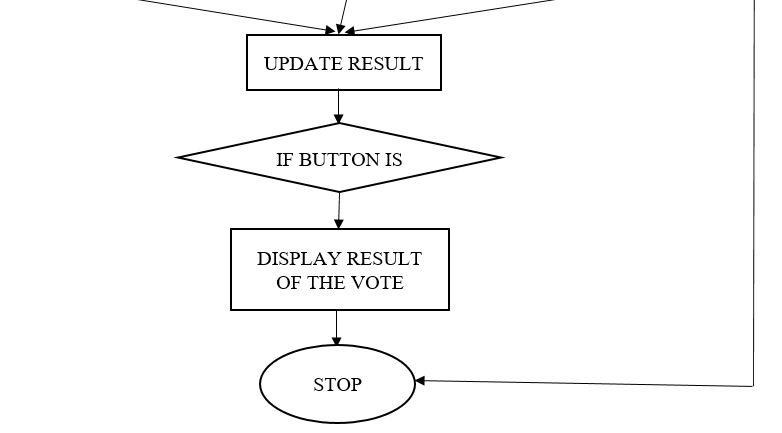 UPDATE RESULT
IF BUTTON IS
DISPLAY RESULT
OF THE VOTE
STOP